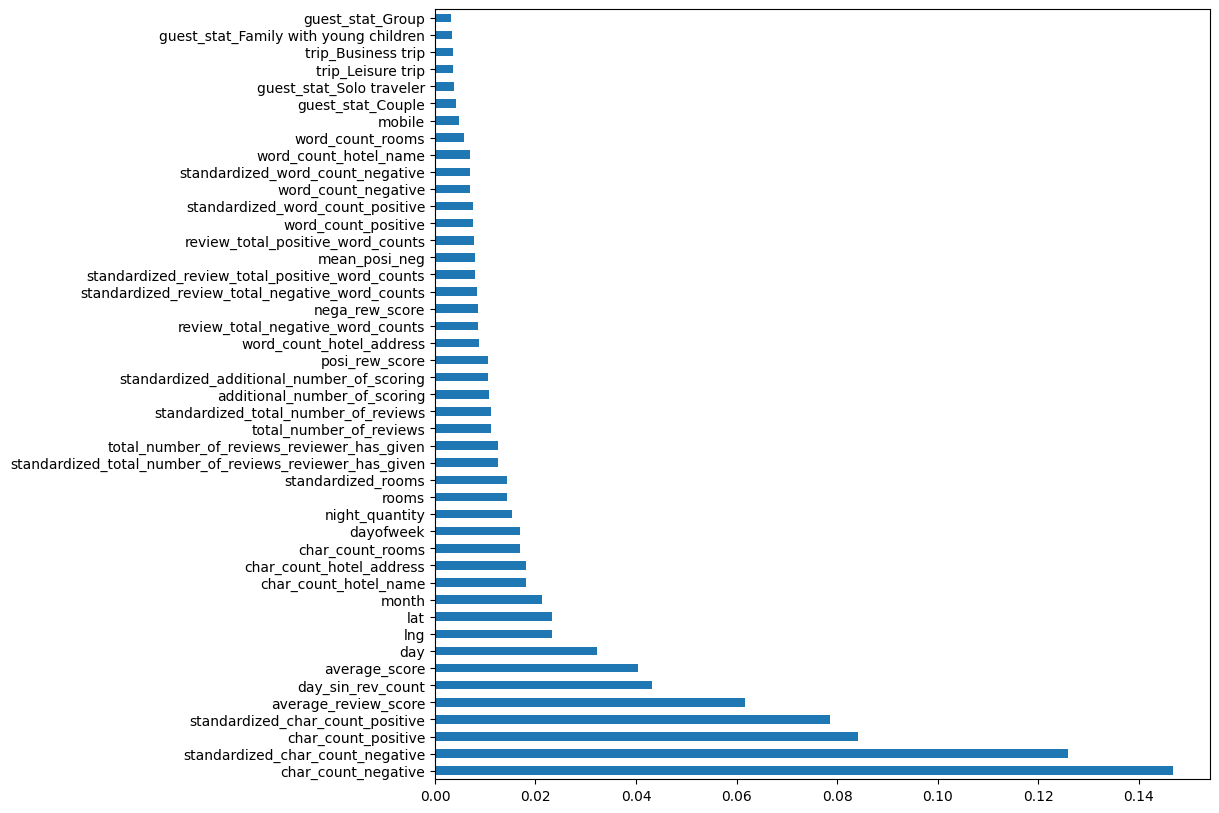 guest_stat_Group
guest_stat_Family with young children
trip_Business trip
trip_Leisure trip
guest_stat_Solo traveler
guest_stat_Couple
mobile
word_count_rooms
word_count_hotel_name
standardized_word_count_negative
word_count_negative
standardized_word_count_positive
word_count_positive
review_total_positive_word_counts
mean_posi_neg
standardized_review_total_positive_word_counts
standardized_review_total_negative_word_counts
nega_rew_score
review_total_negative_word_counts
word_count_hotel_address
posi_rew_score
standardized_additional_number_of_scoring
additional_number_of_scoring
standardized_total_number_of_reviews
total_number_of_reviews
total_number_of_reviews_reviewer_has_given
standardized_total_number_of_reviews_reviewer_has_given
standardized_rooms
rooms
night_quantity
dayofweek
char_count_rooms
char_count_hotel_address
char_count_hotel_name
month
lat
lng
day
average_score
day_sin_rev_count
average_review_score
standardized_char_count_positive
char_count_positive
standardized_char_count_negative
char_count_negative
0.00 0.02 0.04 0.06 0.08 0.10 0.12 0.14